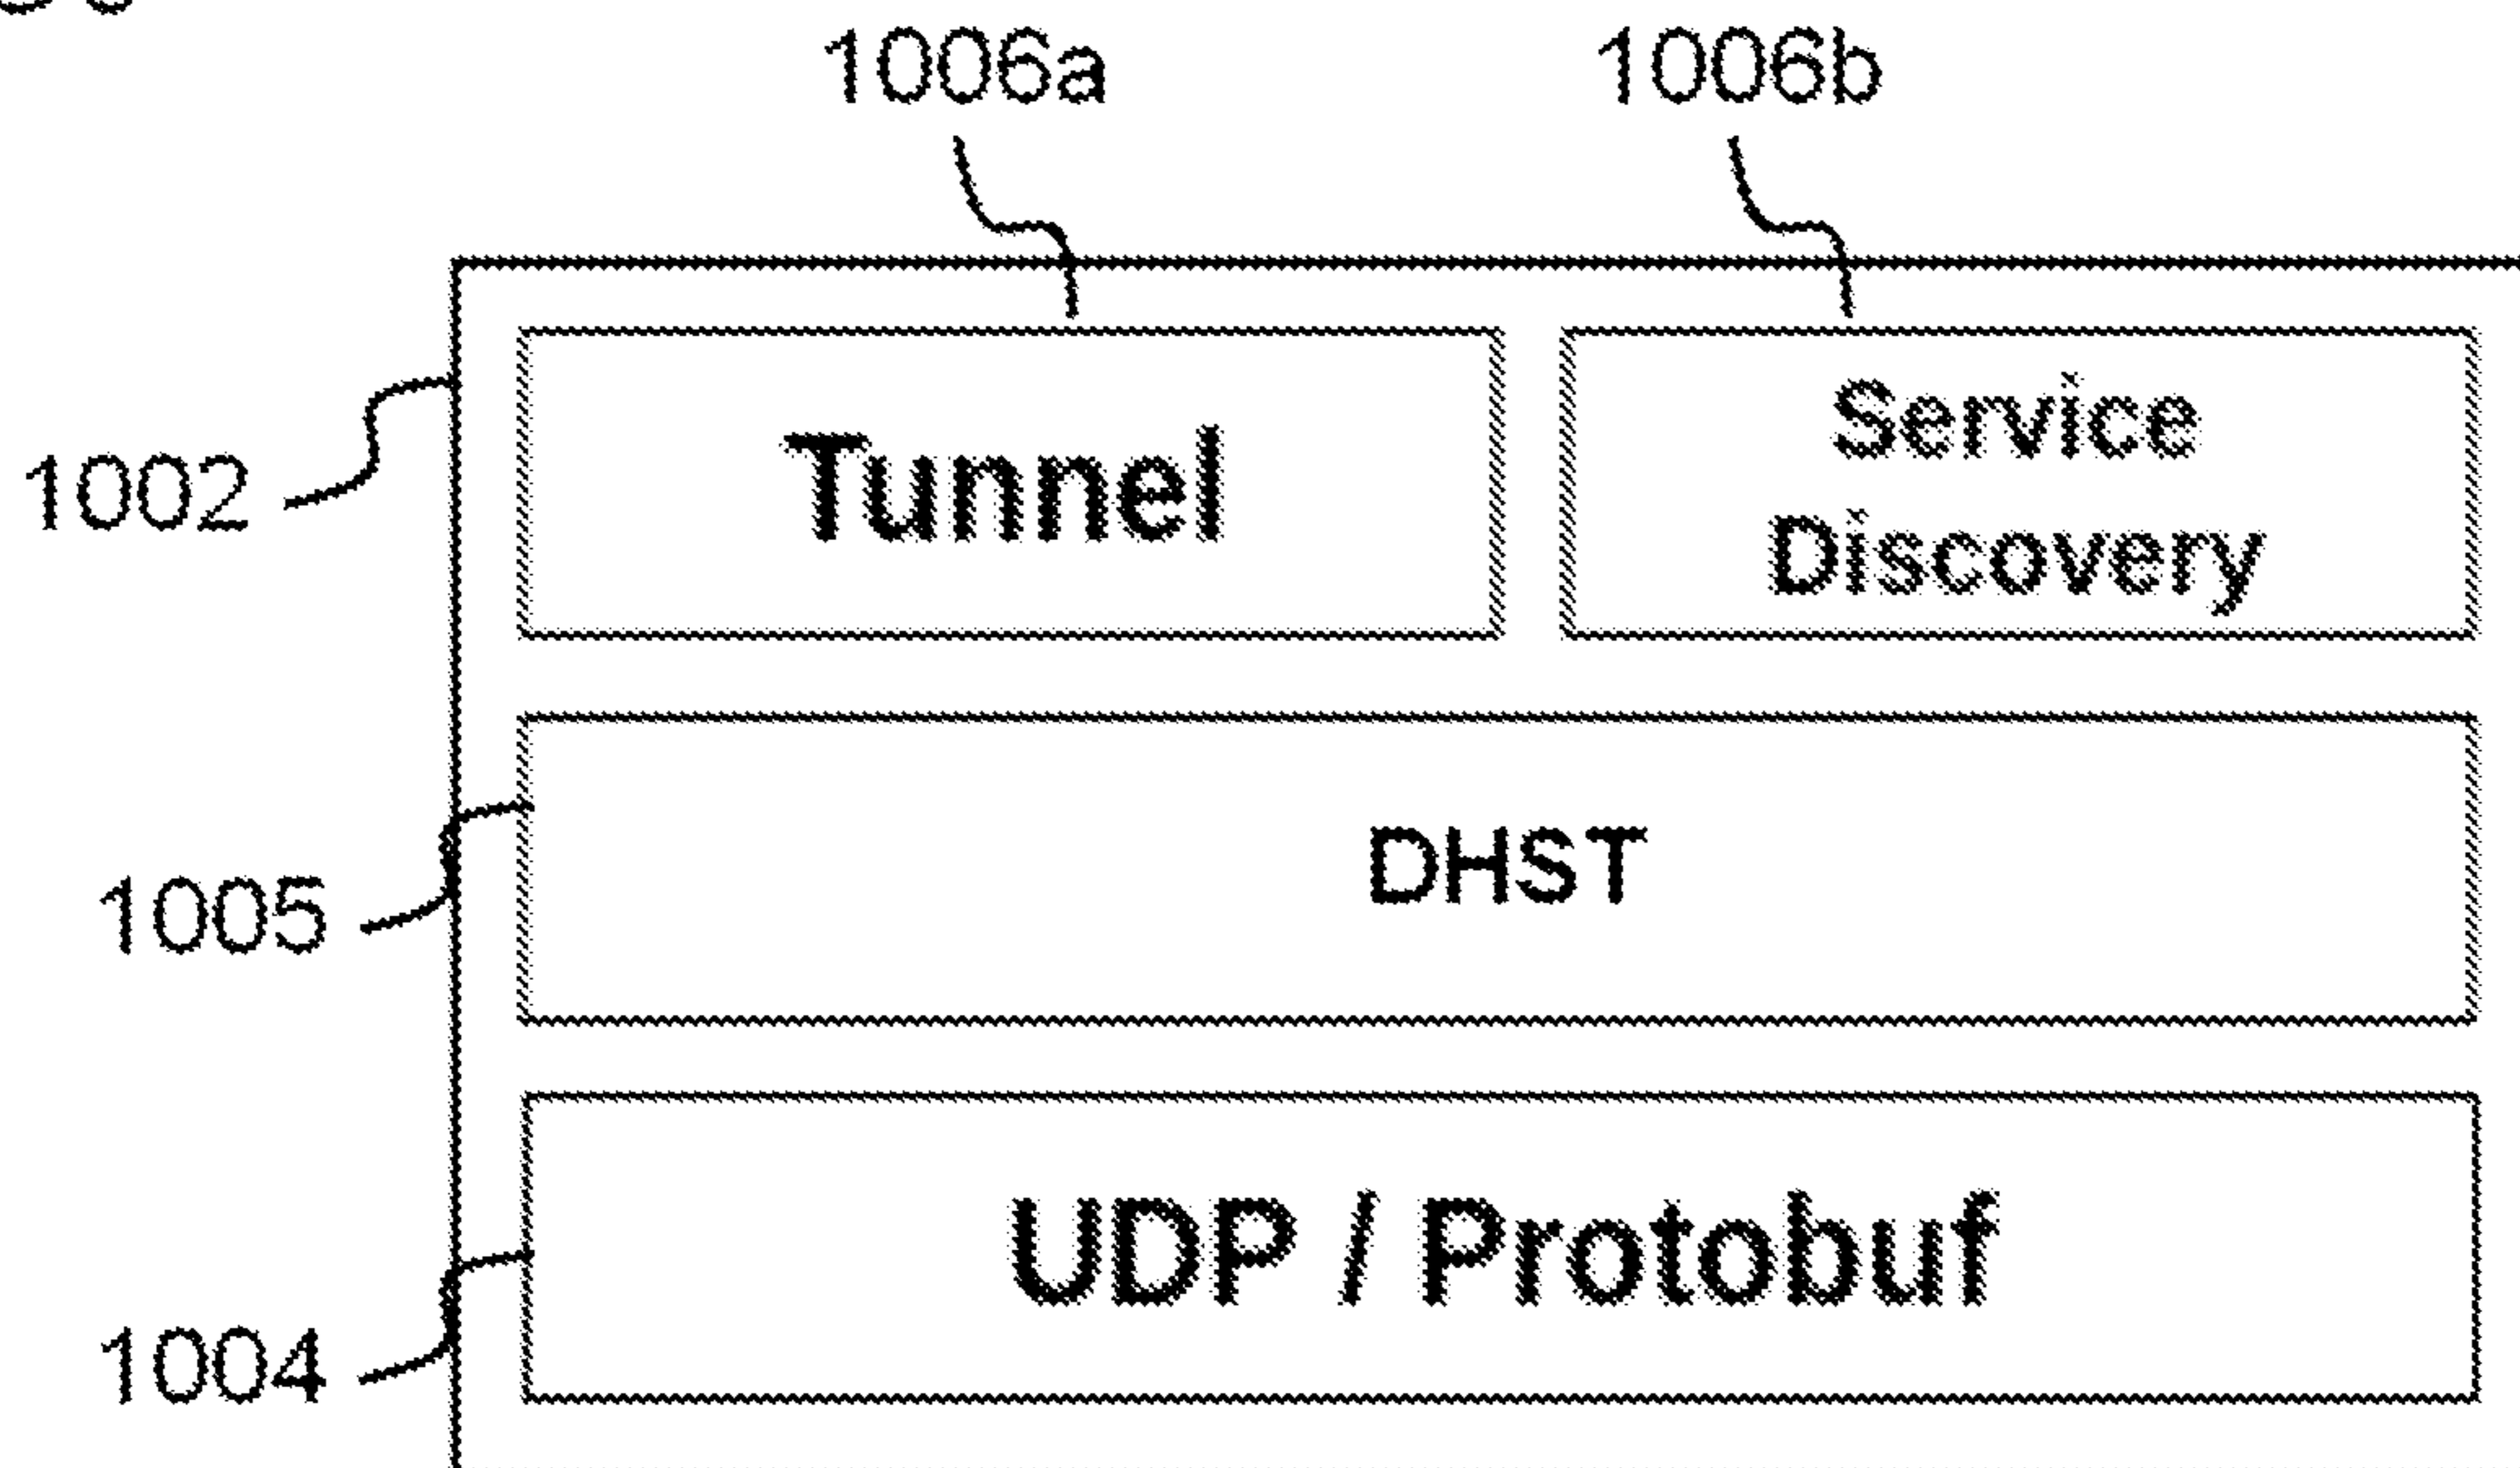 1006a 1006b
Tunnel
Service
Discovery
1002
DHST
1005
UDP / Protobuf
1004